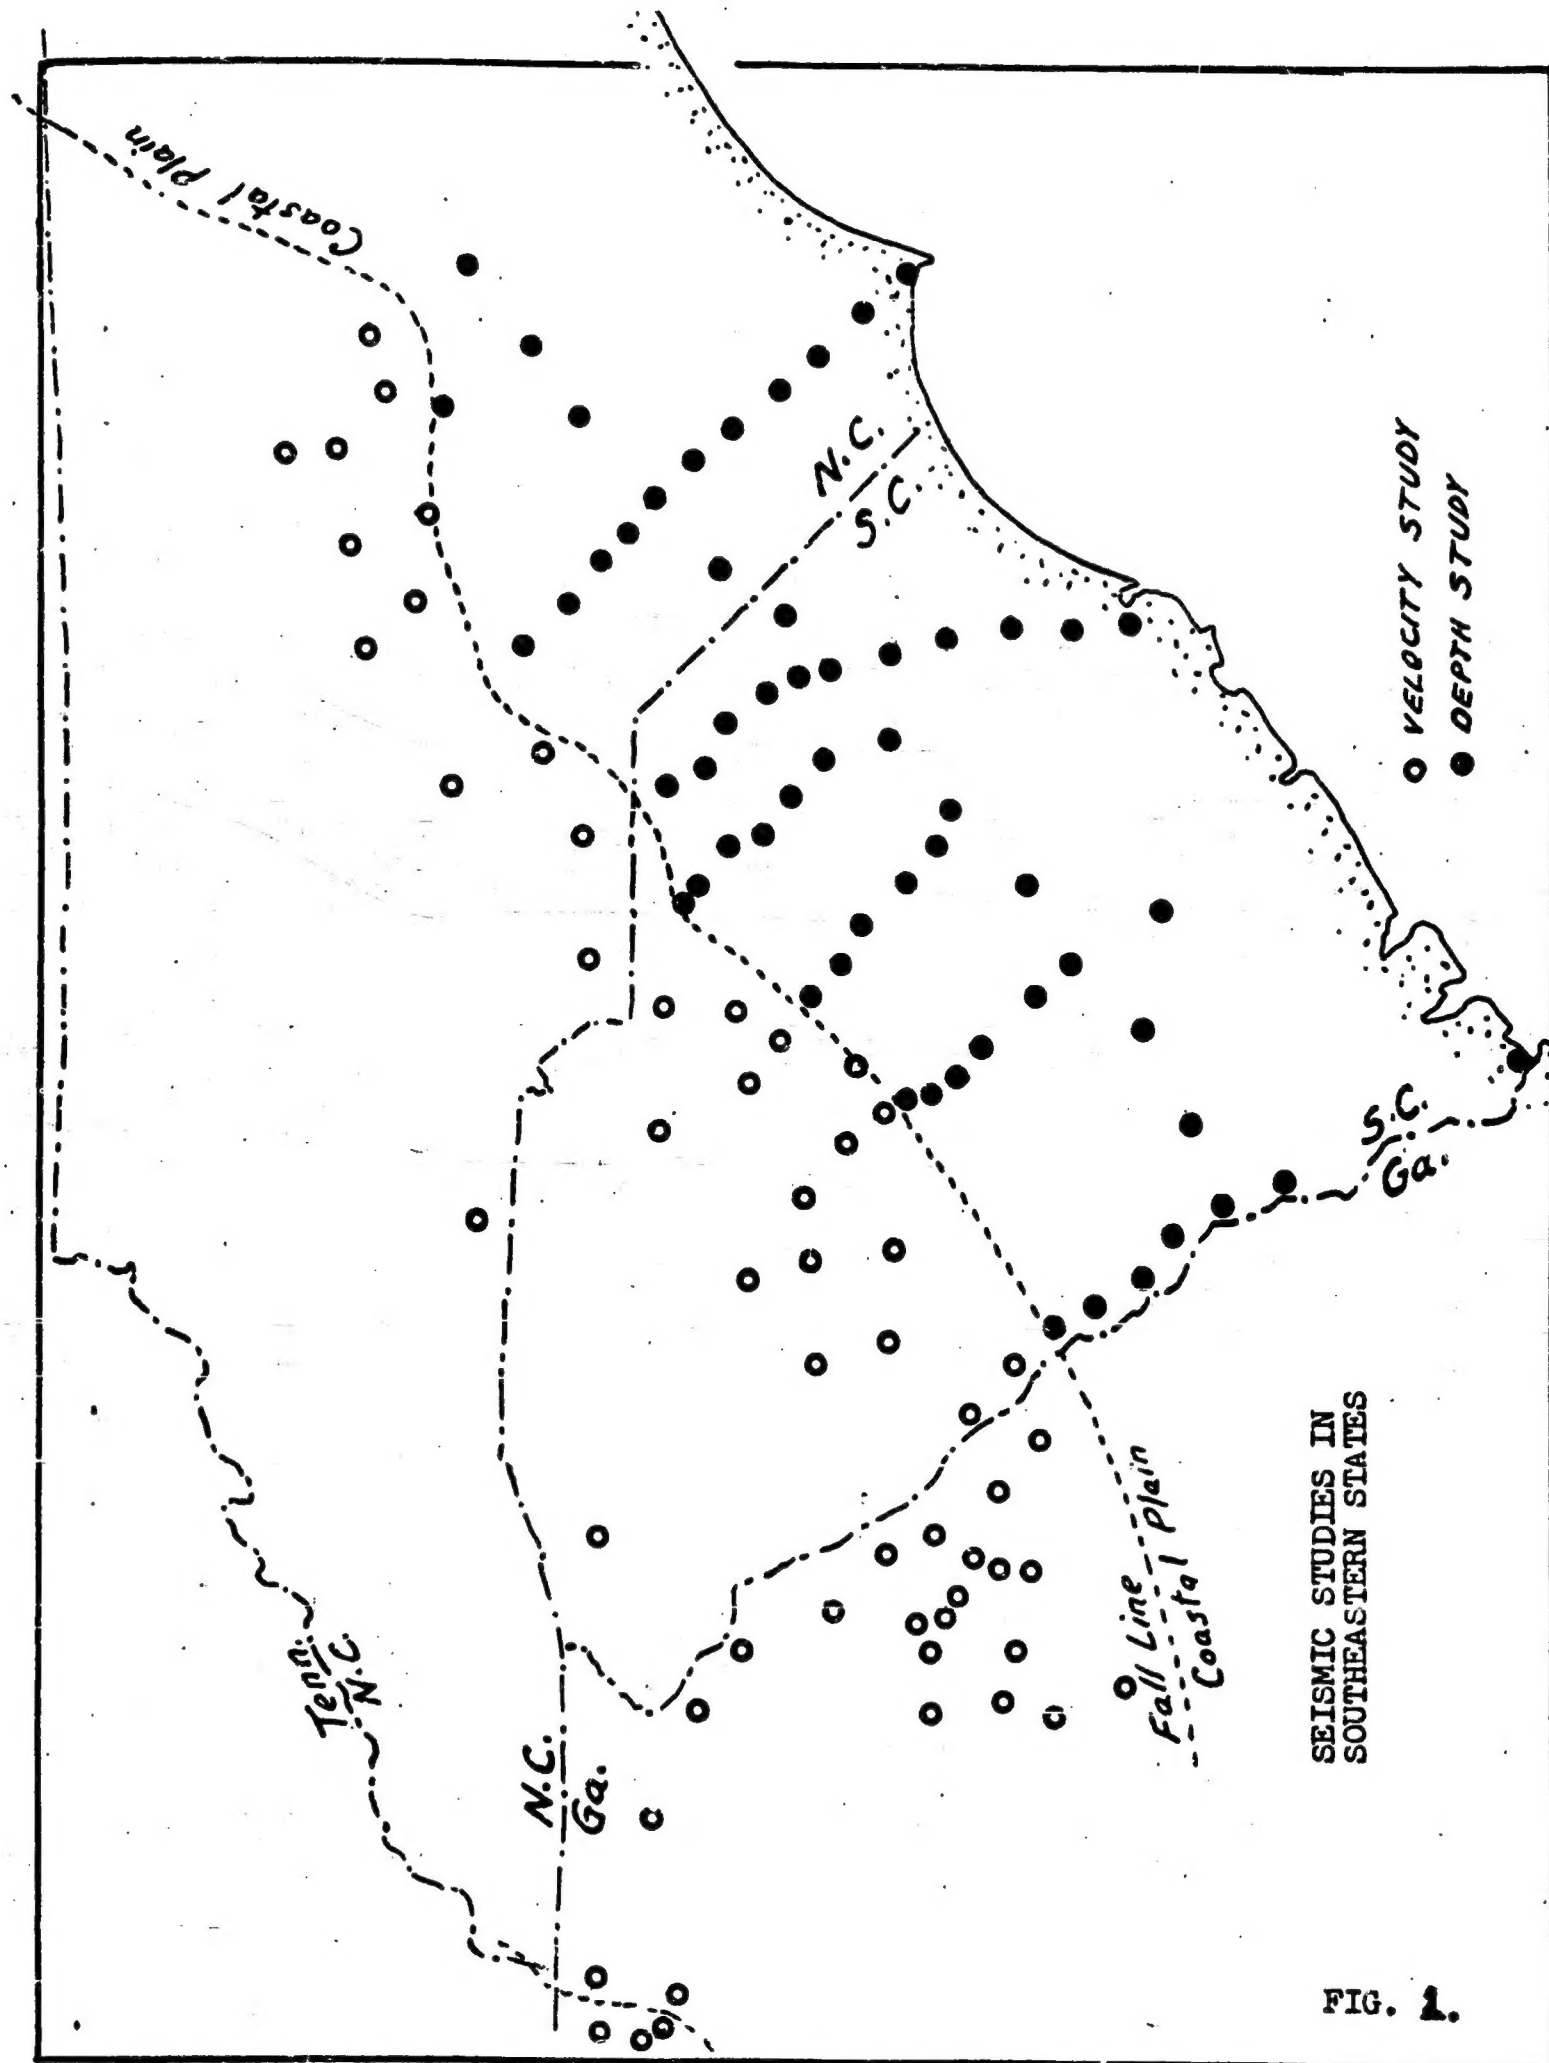 Coastal Plain
N.C.
S.C.
Tenn.
N.C.
N.C.
Ga.
S.C.
Ga.
Fall Line
Coastal Plain
VELOCITY STUDY
DEPTH STUDY
SEISMIC STUDIES IN
SOUTHEASTERN STATES
FIG. 1.